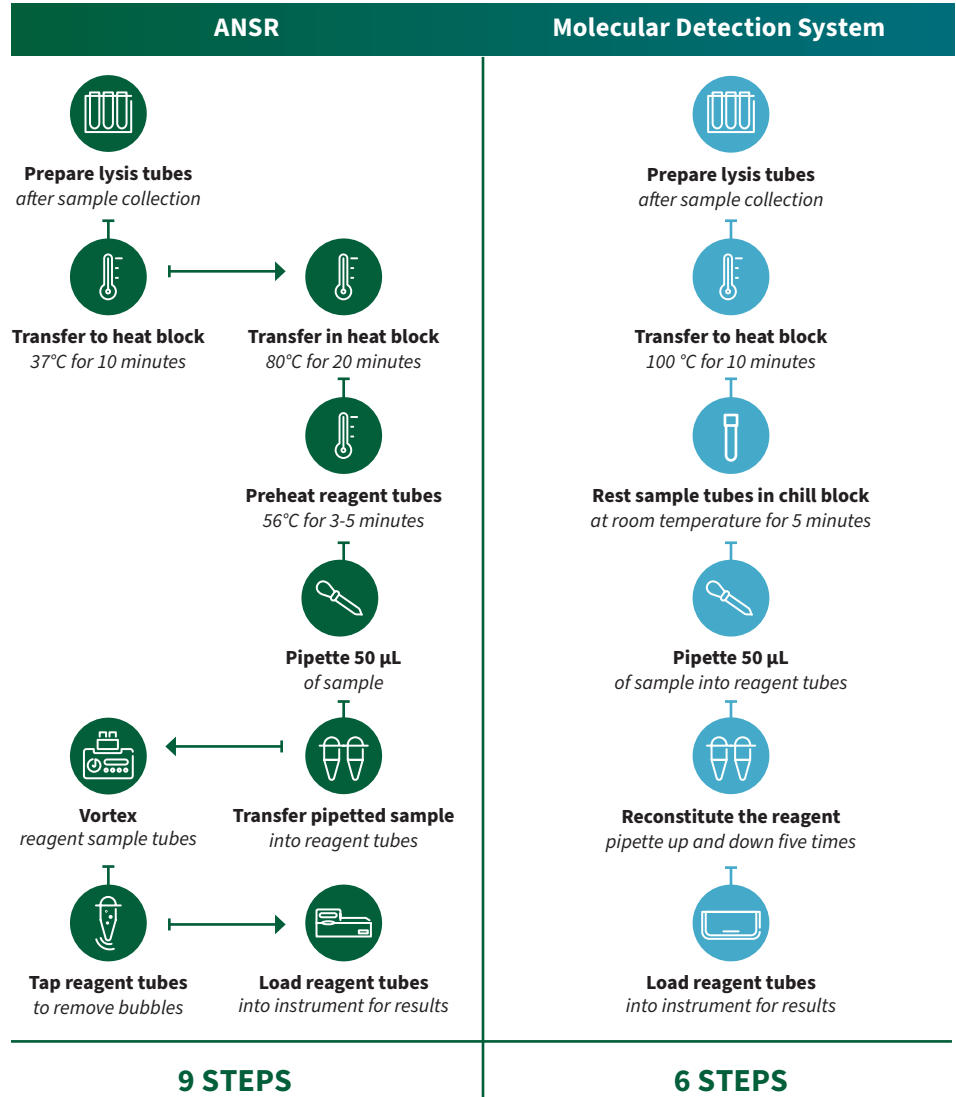 ANSR
Prepare lysis tubes
after sample collection
Transfer to heat block
37°C for 10 minutes
Transfer in heat block
80°C for 20 minutes
Preheat reagent tubes
56°C for 3-5 minutes
Pipette 50 µL
of sample
Transfer pipetted sample
into reagent tubes
Vortex
reagent sample tubes
Tap reagent tubes
to remove bubbles
Load reagent tubes
into instrument for results
9 STEPS
Molecular Detection System
Prepare lysis tubes
after sample collection
Transfer to heat block
100 °C for 10 minutes
Rest sample tubes in chill block
at room temperature for 5 minutes
Pipette 50 µL
of sample into reagent tubes
Reconstitute the reagent
pipette up and down five times
Load reagent tubes
into instrument for results
6 STEPS